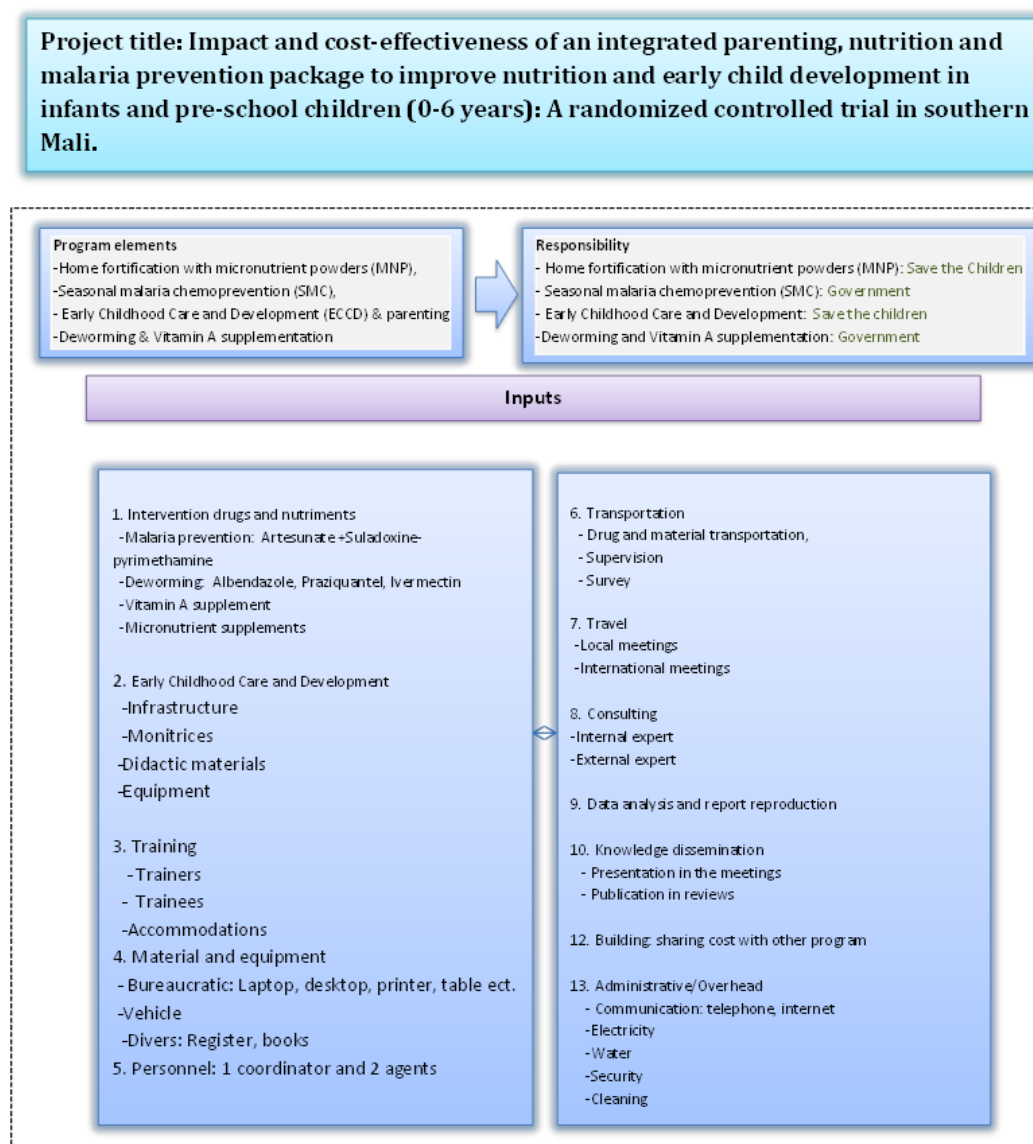 Project title: Impact and cost-effectiveness of an integrated parenting, nutrition and
malaria prevention package to improve nutrition and early child development in
infants and pre-school children (0-6 years): A randomized controlled trial in southern
Mali.
Program elements
-Home fortification with micronutrient powders (MNP),
-Seasonal malaria chemoprevention (SMC),
- Early Childhood Care and Development (ECCD) & parenting
-Deworming & Vitamin A supplementation
Responsibility
- Home fortification with micronutrient powders (MNP): Save the Children
- Seasonal malaria chemoprevention (SMC): Government
- Early Childhood Care and Development: Save the children
-Deworming and Vitamin A supplementation: Government
Inputs
1. Intervention drugs and nutriments
-Malaria prevention: Artesunate +Suladoxine-
pyrimethamine
-Deworming: Albendazole, Praziquantel, Ivermectin
-Vitamin A supplement
-Micronutrient supplements
2. Early Childhood Care and Development
-Infrastructure
-Monitrices
-Didactic materials
-Equipment
3. Training
-Trainers
- Trainees
-Accommodations
4. Material and equipment
- Bureaucratic: Laptop, desktop, printer, table ect.
-Vehicle
-Divers: Register, books
5. Personnel: 1 coordinator and 2 agents
6. Transportation
- Drug and material transportation,
- Supervision
- Survey
7. Travel
-Local meetings
-International meetings
8. Consulting
-Internal expert
-External expert
9. Data analysis and report reproduction
10. Knowledge dissemination
- Presentation in the meetings
- Publication in reviews
12. Building: sharing cost with other program
13. Administrative/Overhead
- Communication: telephone, internet
-Electricity
-Water
-Security
-Cleaning